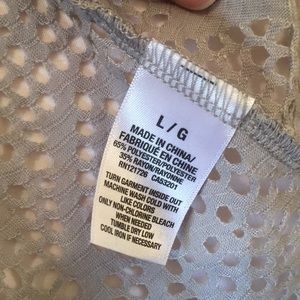 L / G
MADE IN CHINA/
FABRIQUÉ EN CHINE
65% POLYESTER/POLYESTER
35% RAYON/RAYONNE
RN121726 CA53201
TURN GARMENT INSIDE OUT
MACHINE WASH COLD WITH
LIKE COLORS
ONLY NON-CHLORINE BLEACH
WHEN NEEDED
TUMBLE DRY LOW
COOL IRON IF NECESSARY